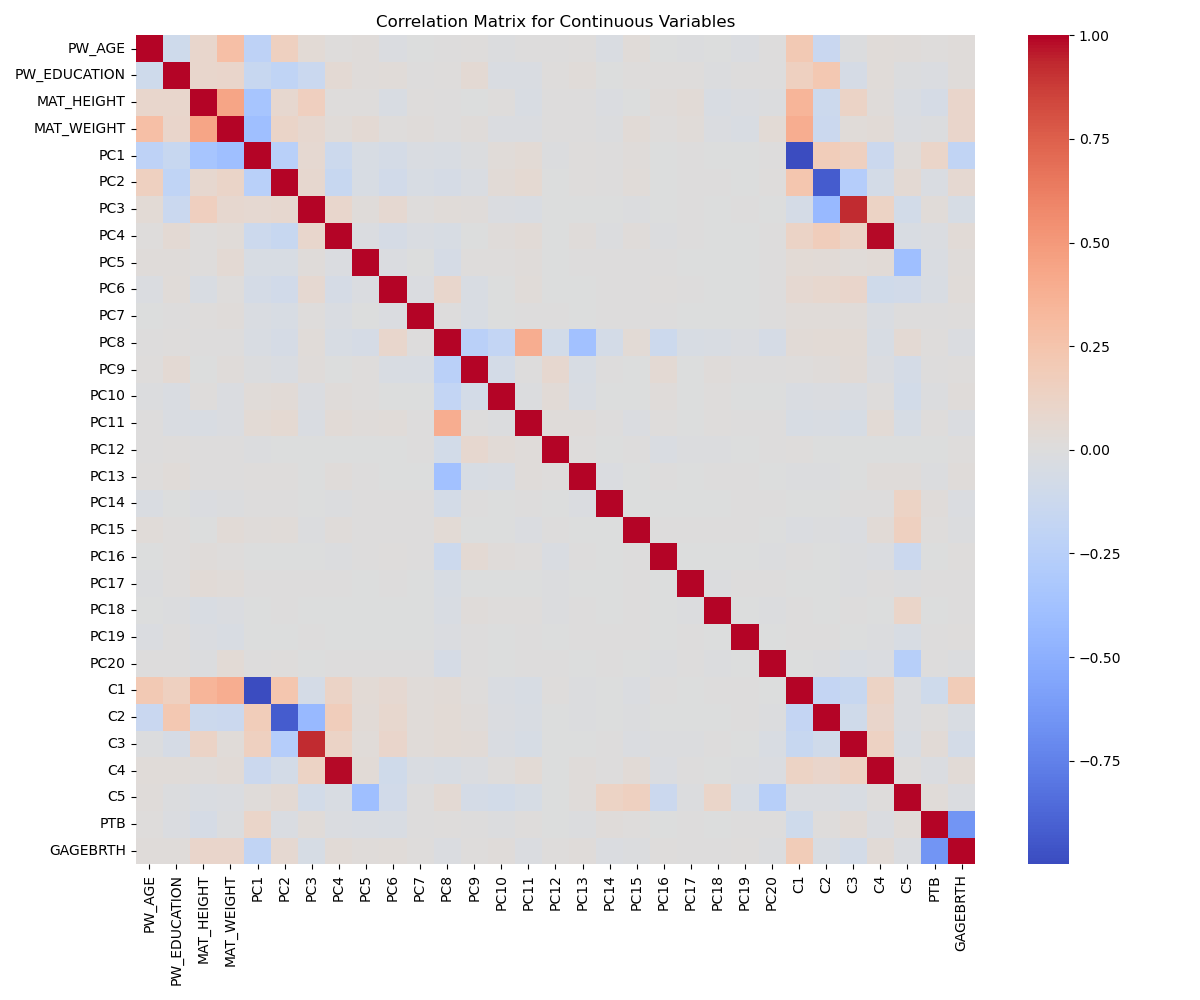 Correlation Matrix for Continuous Variables
PW_AGE
PW_EDUCATION
MAT_HEIGHT
MAT_WEIGHT
PC1
PC2
PC3
PC4
PC5
PC6
PC7
PC8
PC9
PC10
PC11
PC12
PC13
PC14
PC15
PC16
PC17
PC18
PC19
PC20
C1
C2
C3
C4
C5
PTB
GAGEBRTH
PW_AGE
PW_EDUCATION
MAT_HEIGHT
MAT_WEIGHT
PC1
PC2
PC3
PC4
PC5
PC6
PC7
PC8
PC9
PC10
PC11
PC12
PC13
PC14
PC15
PC16
PC17
PC18
PC19
PC20
C1
C2
C3
C4
C5
PTB
GAGEBRTH
1.00
0.75
0.50
0.25
0.00
−0.25
−0.50
−0.75